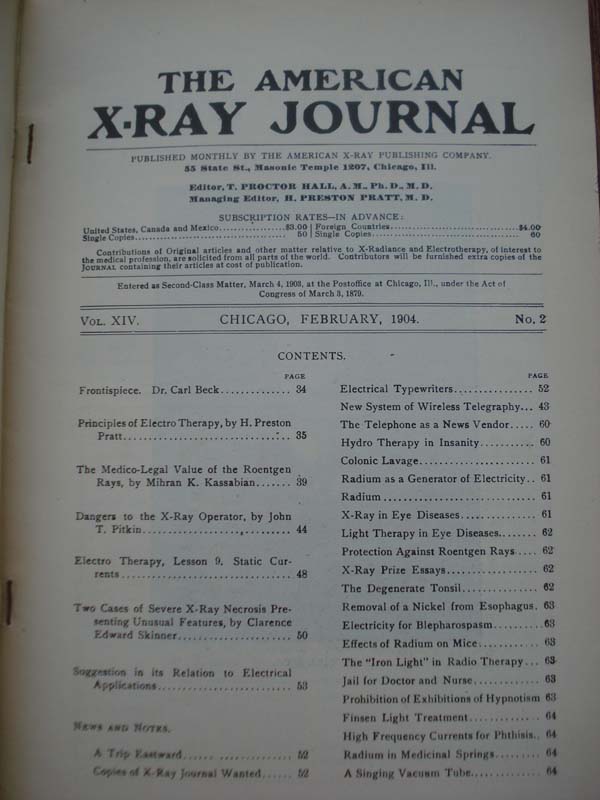 THE AMERICAN
X-RAY JOURNAL
PUBLISHED MONTHLY BY THE AMERICAN X-RAY PUBLISHING COMPANY.
55 State St., Masonic Temple 1207, Chicago, Ill.
Editor, T. PROCTOR HALL, A. M., Ph. D., M. D.
Managing Editor, H. PRESTON PRATT, M. D.
SUBSCRIPTION RATES—IN ADVANCE:
United States, Canada and Mexico................$3.00 | Foreign Countries....................................$4.00
Single Copies....................................... 50 | Single Copies........................................... 60
Contributions of Original articles and other matter relative to X-Radiance and Electrotherapy, of interest to
the medical profession, are solicited from all parts of the world. Contributors will be furnished extra copies of the
JOURNAL containing their articles at cost of publication.
Entered as Second-Class Matter, March 4, 1903, at the Postoffice at Chicago, Ill., under the Act of
Congress of March 3, 1879.
VOL. XIV. CHICAGO, FEBRUARY, 1904. No. 2
CONTENTS.
PAGE
Frontispiece. Dr. Carl Beck............. 34
Principles of Electro Therapy, by H. Preston
Pratt................................ 35
The Medico-Legal Value of the Roentgen
Rays, by Mihran K. Kassabian....... 39
Dangers to the X-Ray Operator, by John
T. Pitkin............................ 44
Electro Therapy, Lesson 9. Static Cur-
rents................................ 48
Two Cases of Severe X-Ray Necrosis Pre-
senting Unusual Features, by Clarence
Edward Skinner..................... 50
Suggestion in its Relation to Electrical
Applications......................... 53
NEWS AND NOTES.
A Trip Eastward..................... 52
Copies of X-Ray Journal Wanted...... 52
PAGE
Electrical Typewriters............... 52
New System of Wireless Telegraphy... 43
The Telephone as a News Vendor..... 60
Hydro Therapy in Insanity........... 60
Colonic Lavage...................... 61
Radium as a Generator of Electricity.. 61
Radium............................. 61
X-Ray in Eye Diseases.............. 61
Light Therapy in Eye Diseases........ 62
Protection Against Roentgen Rays.... 62
X-Ray Prize Essays................. 62
The Degenerate Tonsil.............. 62
Removal of a Nickel from Esophagus. 63
Electricity for Blepharospasm......... 63
Effects of Radium on Mice........... 63
The "Iron Light" in Radio Therapy... 63
Jail for Doctor and Nurse............ 63
Prohibition of Exhibitions of Hypnotism 63
Finsen Light Treatment............. 64
High Frequency Currents for Phthisis.. 64
Radium in Medicinal Springs......... 64
A Singing Vacuum Tube............. 64